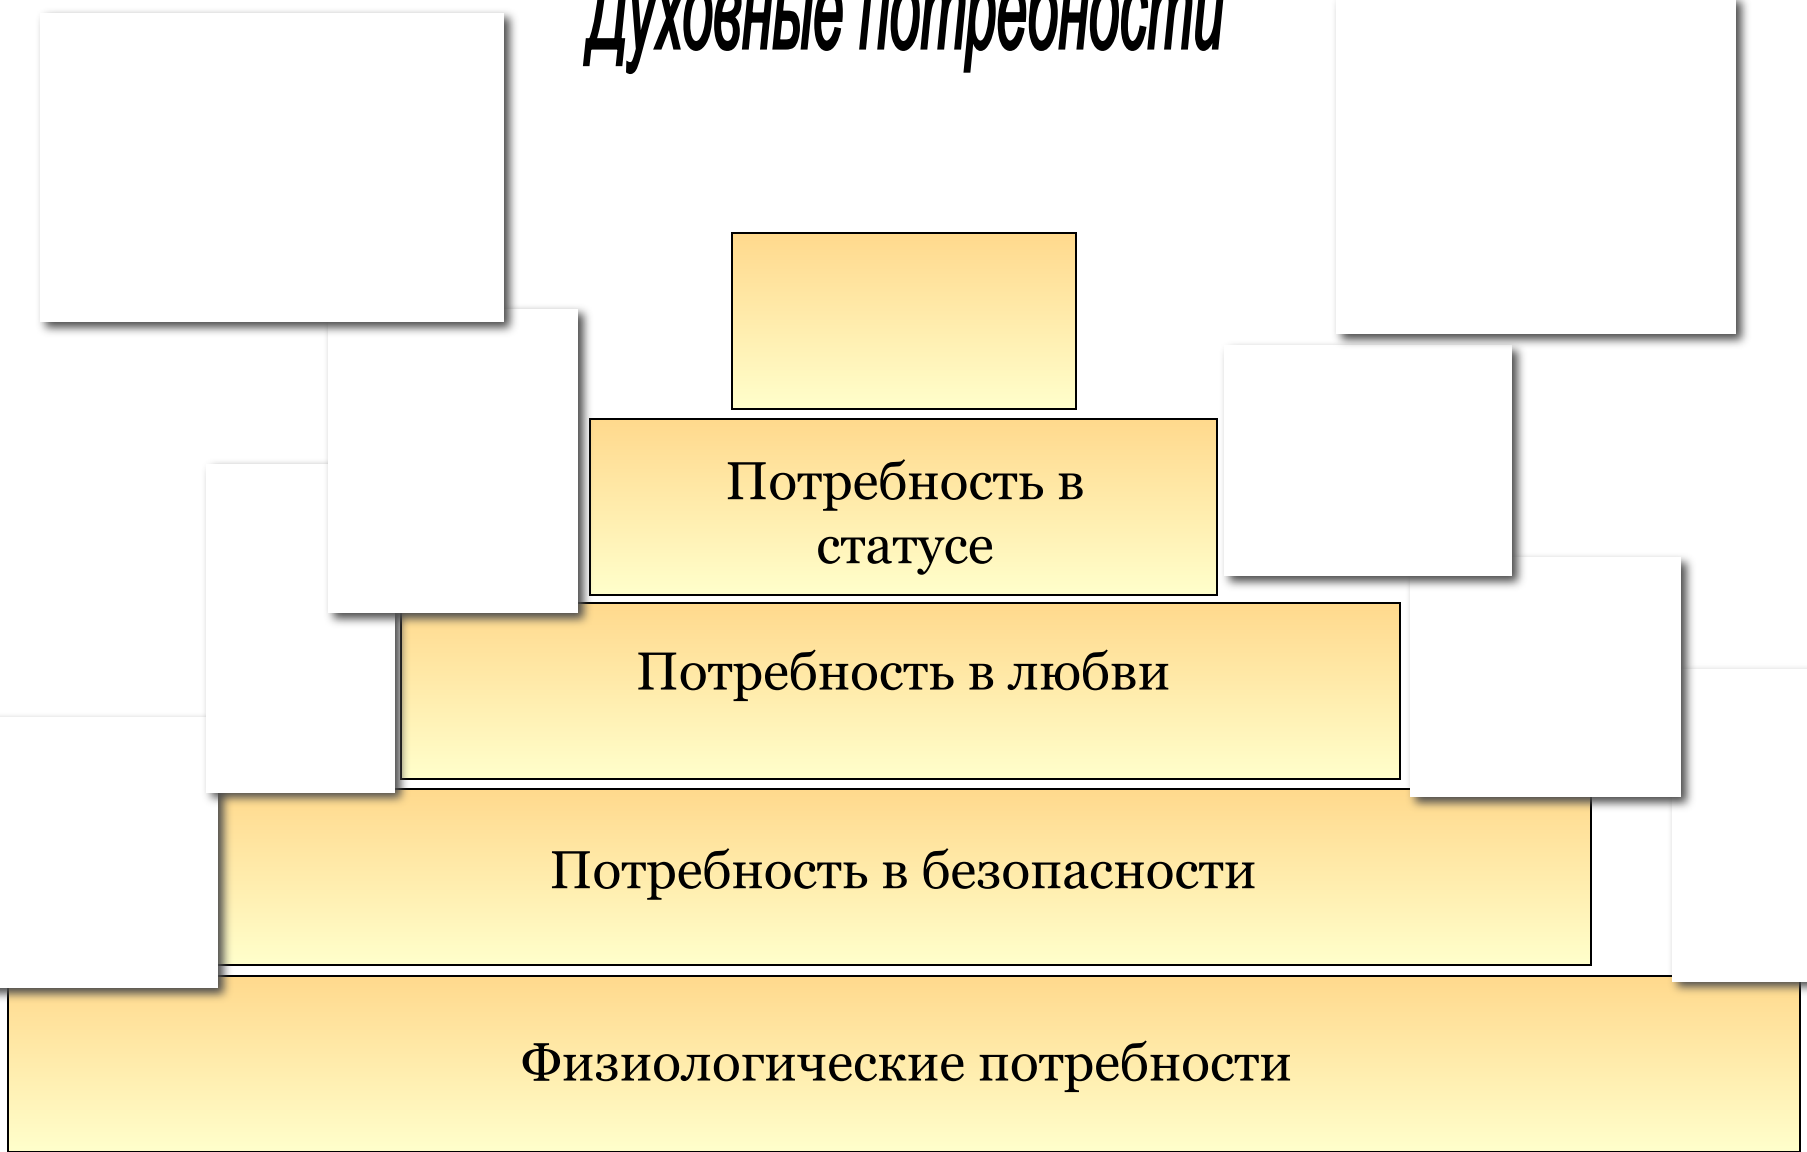 Духовные потребности
Потребность в
статусе
Потребность в любви
Потребность в безопасности
Физиологические потребности